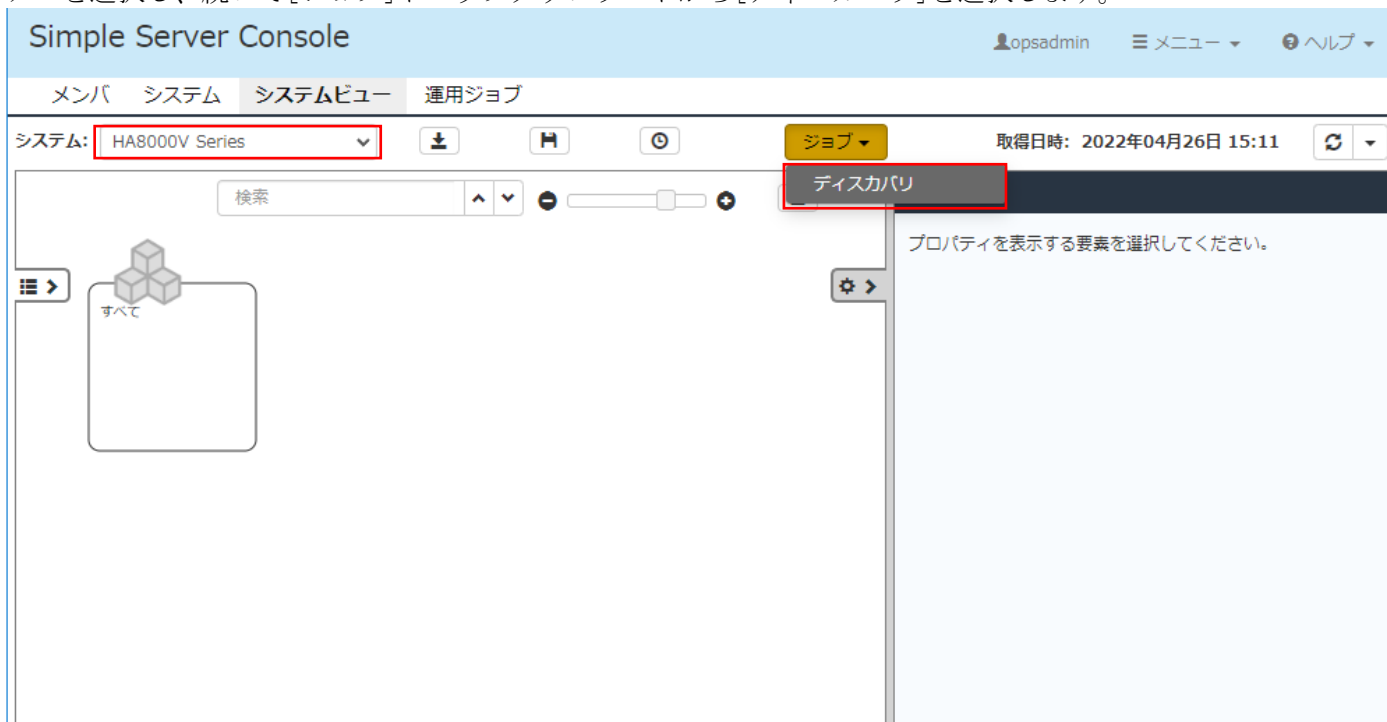 Simple Server Console
opsadmin メニュー ヘルプ
メンバ システム システムビュー 運用ジョブ
システム: HA8000V Series ジョブ 取得日時: 2022年04月26日 15:11
ディスカバリ
検索
プロパティを表示する要素を選択してください。
すべて